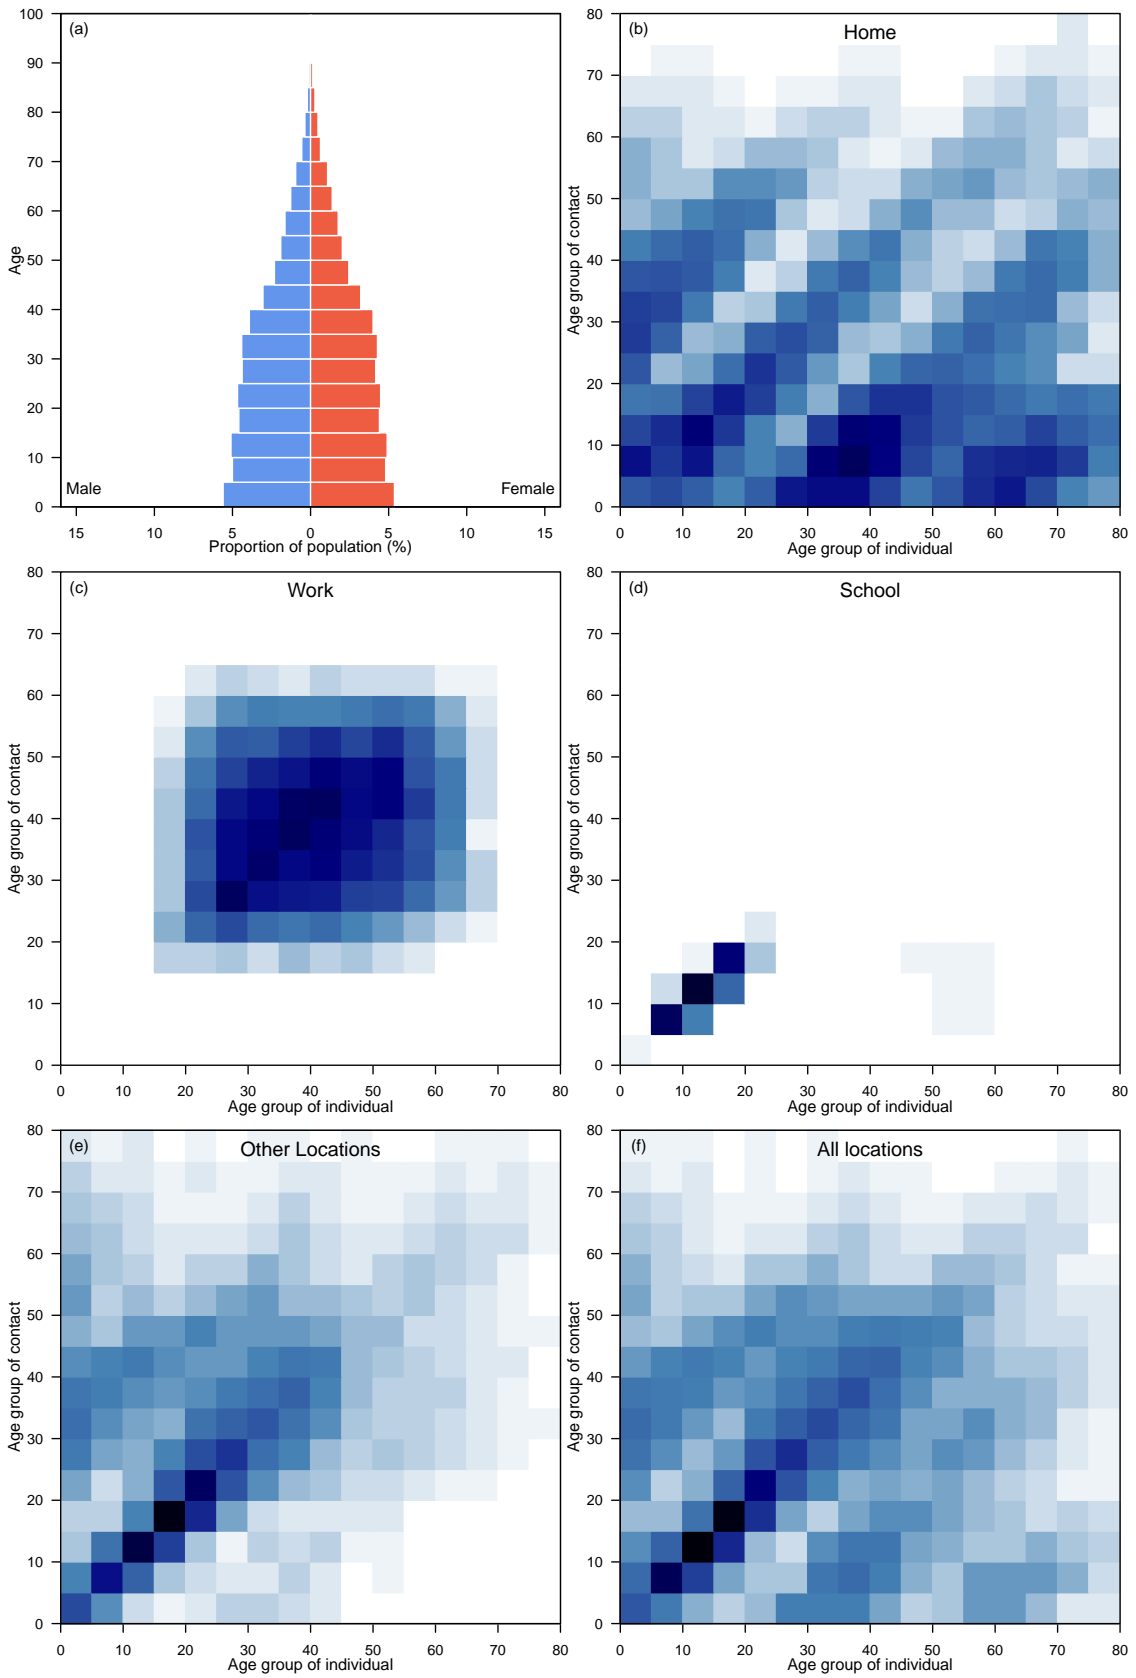 (a)
100
90
80
70
60
50
40
30
20
10
0
Age
Male
Female
15 10 5 0 5 10 15
Proportion of population (%)
(b)
Home
80
70
60
50
40
30
20
10
0
Age group of contact
0 10 20 30 40 50 60 70 80
Age group of individual
(c)
Work
80
70
60
50
40
30
20
10
0
Age group of contact
0 10 20 30 40 50 60 70 80
Age group of individual
(d)
School
80
70
60
50
40
30
20
10
0
Age group of contact
0 10 20 30 40 50 60 70 80
Age group of individual
(e)
Other Locations
80
70
60
50
40
30
20
10
0
Age group of contact
0 10 20 30 40 50 60 70 80
Age group of individual
(f)
All locations
80
70
60
50
40
30
20
10
0
Age group of contact
0 10 20 30 40 50 60 70 80
Age group of individual